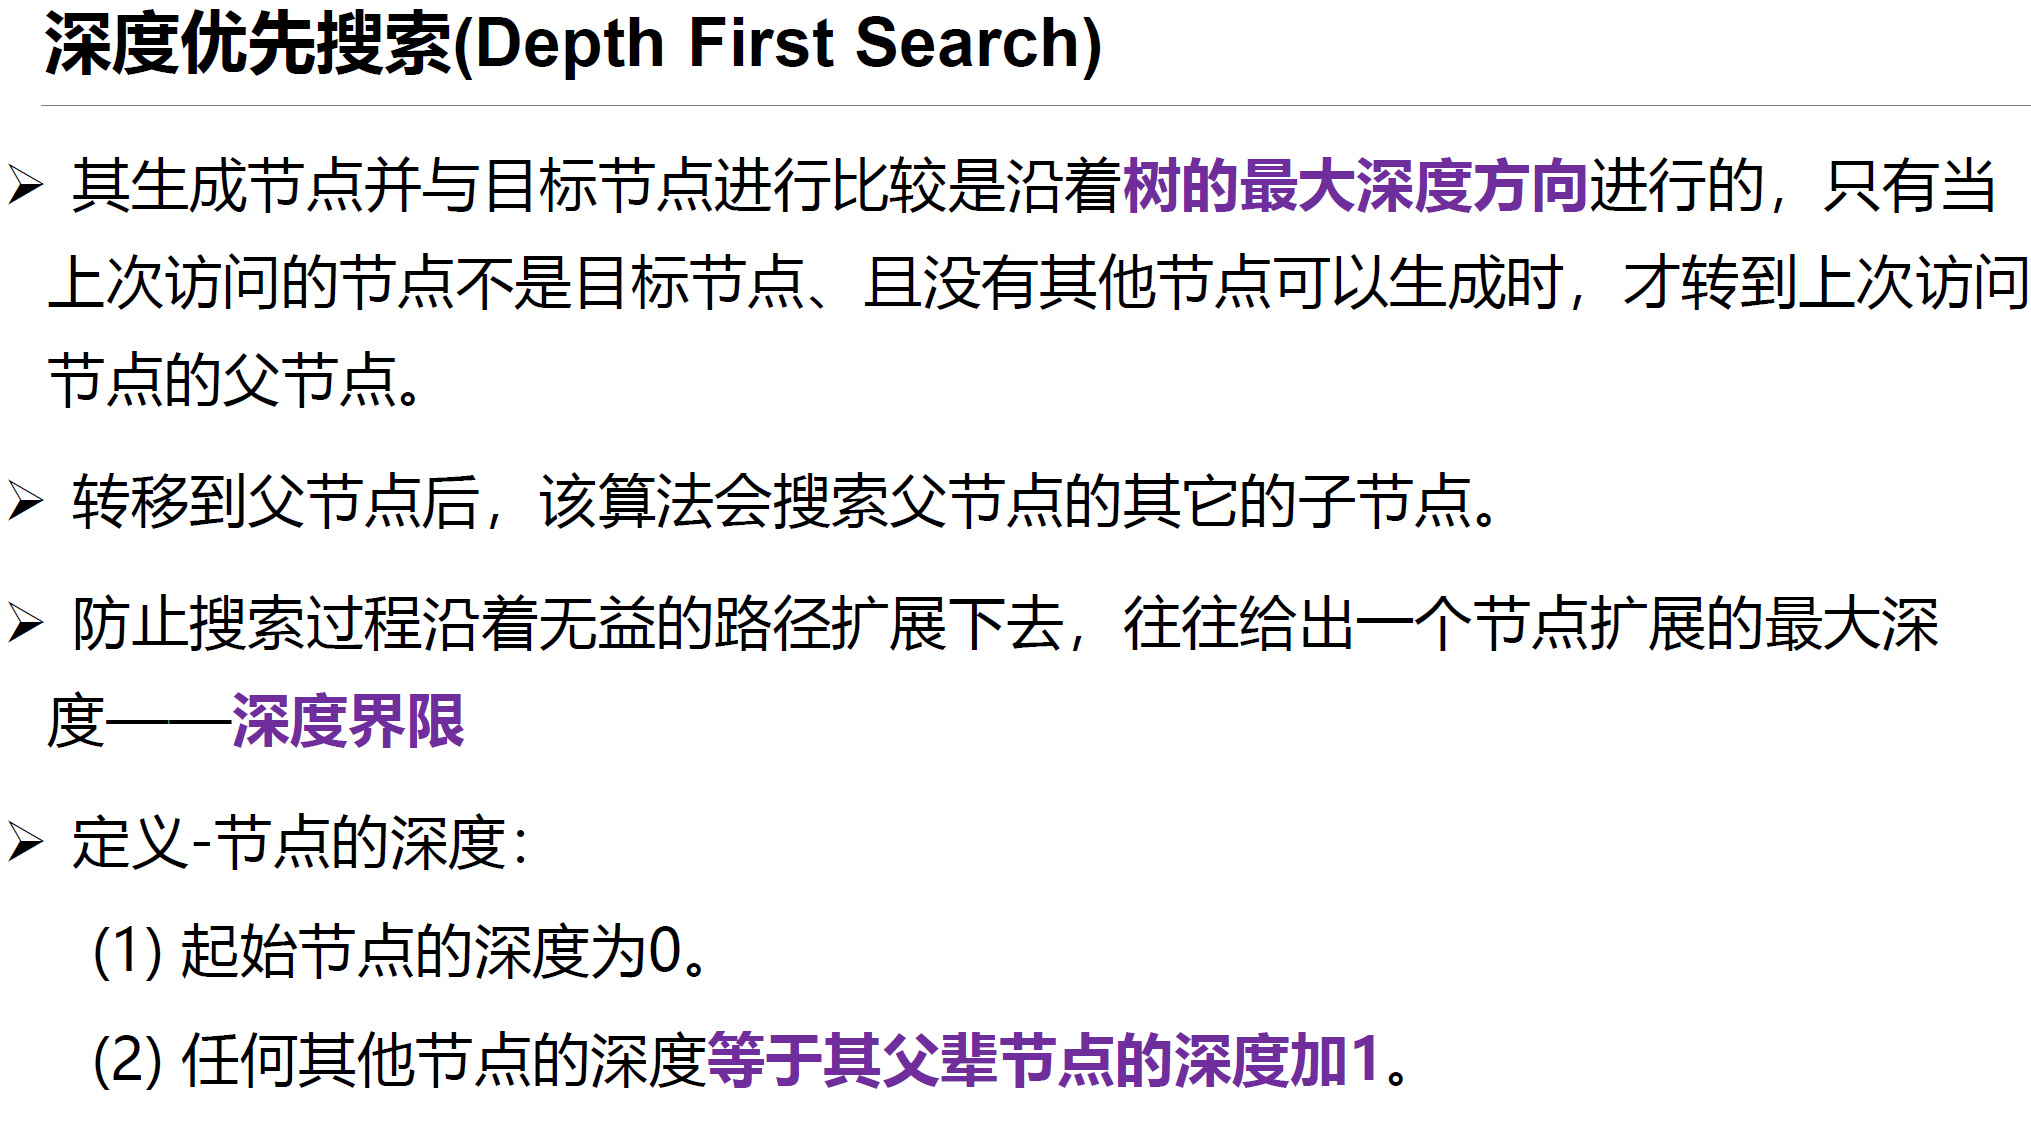 深度优先搜索(Depth First Search)
➢ 其生成节点并与目标节点进行比较是沿着树的最大深度方向进行的，只有当
上次访问的节点不是目标节点、且没有其他节点可以生成时，才转到上次访问
节点的父节点。
➢ 转移到父节点后，该算法会搜索父节点的其它的子节点。
➢ 防止搜索过程沿着无益的路径扩展下去，往往给出一个节点扩展的最大深
度——深度界限
➢ 定义-节点的深度：
(1) 起始节点的深度为0。
(2) 任何其他节点的深度等于其父辈节点的深度加1。